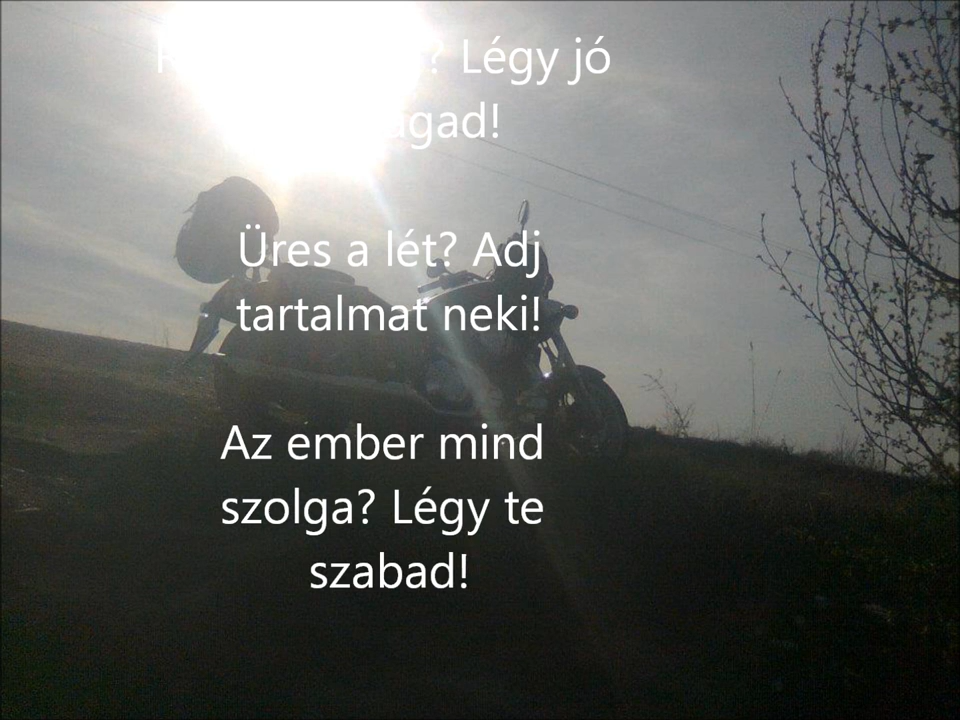 ? Légy jó
Üres a lét? Adj
tartalmat neki!
Az ember mind
szolga? Légy te
szabad!